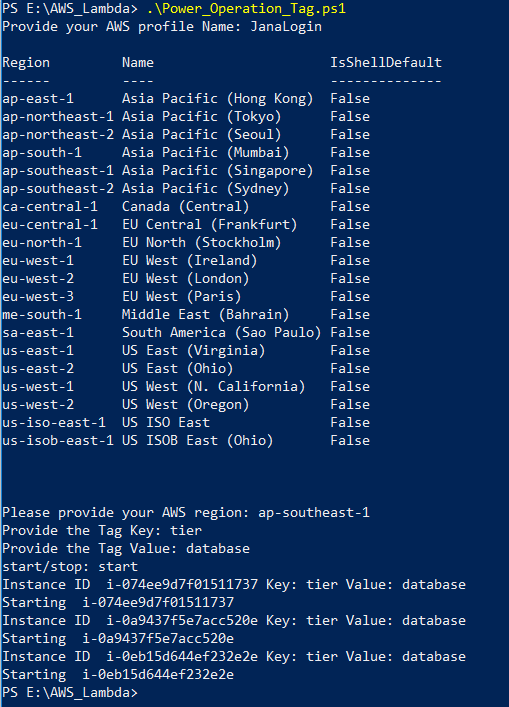 PS E:\AWS_Lambda> .\Power_Operation_Tag.ps1
Provide your AWS profile Name: JanaLogin
Region         Name                      IsShellDefault
------         ----                      --------------
ap-east-1      Asia Pacific (Hong Kong)  False
ap-northeast-1 Asia Pacific (Tokyo)      False
ap-northeast-2 Asia Pacific (Seoul)      False
ap-south-1     Asia Pacific (Mumbai)     False
ap-southeast-1 Asia Pacific (Singapore)  False
ap-southeast-2 Asia Pacific (Sydney)     False
ca-central-1   Canada (Central)          False
eu-central-1   EU Central (Frankfurt)    False
eu-north-1     EU North (Stockholm)      False
eu-west-1      EU West (Ireland)         False
eu-west-2      EU West (London)          False
eu-west-3      EU West (Paris)           False
me-south-1     Middle East (Bahrain)     False
sa-east-1      South America (Sao Paulo) False
us-east-1      US East (Virginia)        False
us-east-2      US East (Ohio)            False
us-west-1      US West (N. California)   False
us-west-2      US West (Oregon)          False
us-iso-east-1  US ISO East               False
us-isob-east-1 US ISOB East (Ohio)       False
Please provide your AWS region: ap-southeast-1
Provide the Tag Key: tier
Provide the Tag Value: database
start/stop: start
Instance ID  i-074ee9d7f01511737 Key: tier Value: database
Starting  i-074ee9d7f01511737
Instance ID  i-0a9437f5e7acc520e Key: tier Value: database
Starting  i-0a9437f5e7acc520e
Instance ID  i-0eb15d644ef232e2e Key: tier Value: database
Starting  i-0eb15d644ef232e2e
PS E:\AWS_Lambda>